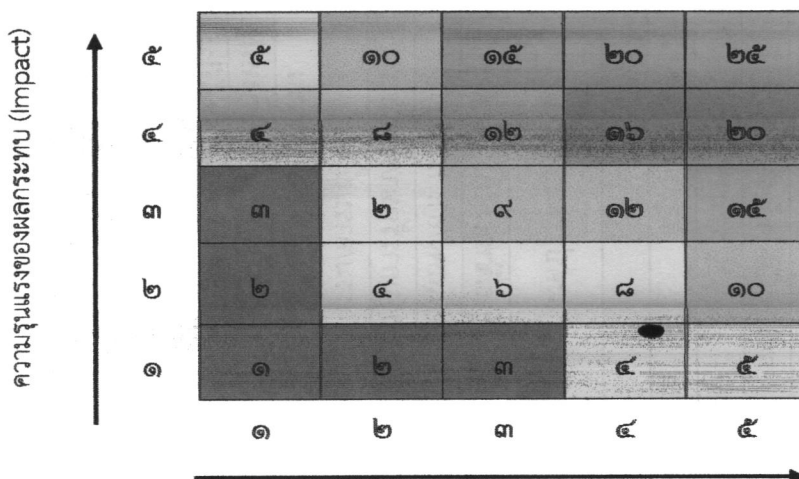 ความรุนแรงของผลกระทบ (Impact)
๕ ๕ ๑๐ ๑๕ ๒๐ ๒๕
๔ ๔ ๘ ๑๒ ๑๖ ๒๐
๓ ๓ ๒ ๙ ๑๒ ๑๕
๒ ๒ ๔ ๖ ๘ ๑๐
๑ ๑ ๒ ๓ ๔ ๕
๑ ๒ ๓ ๔ ๕